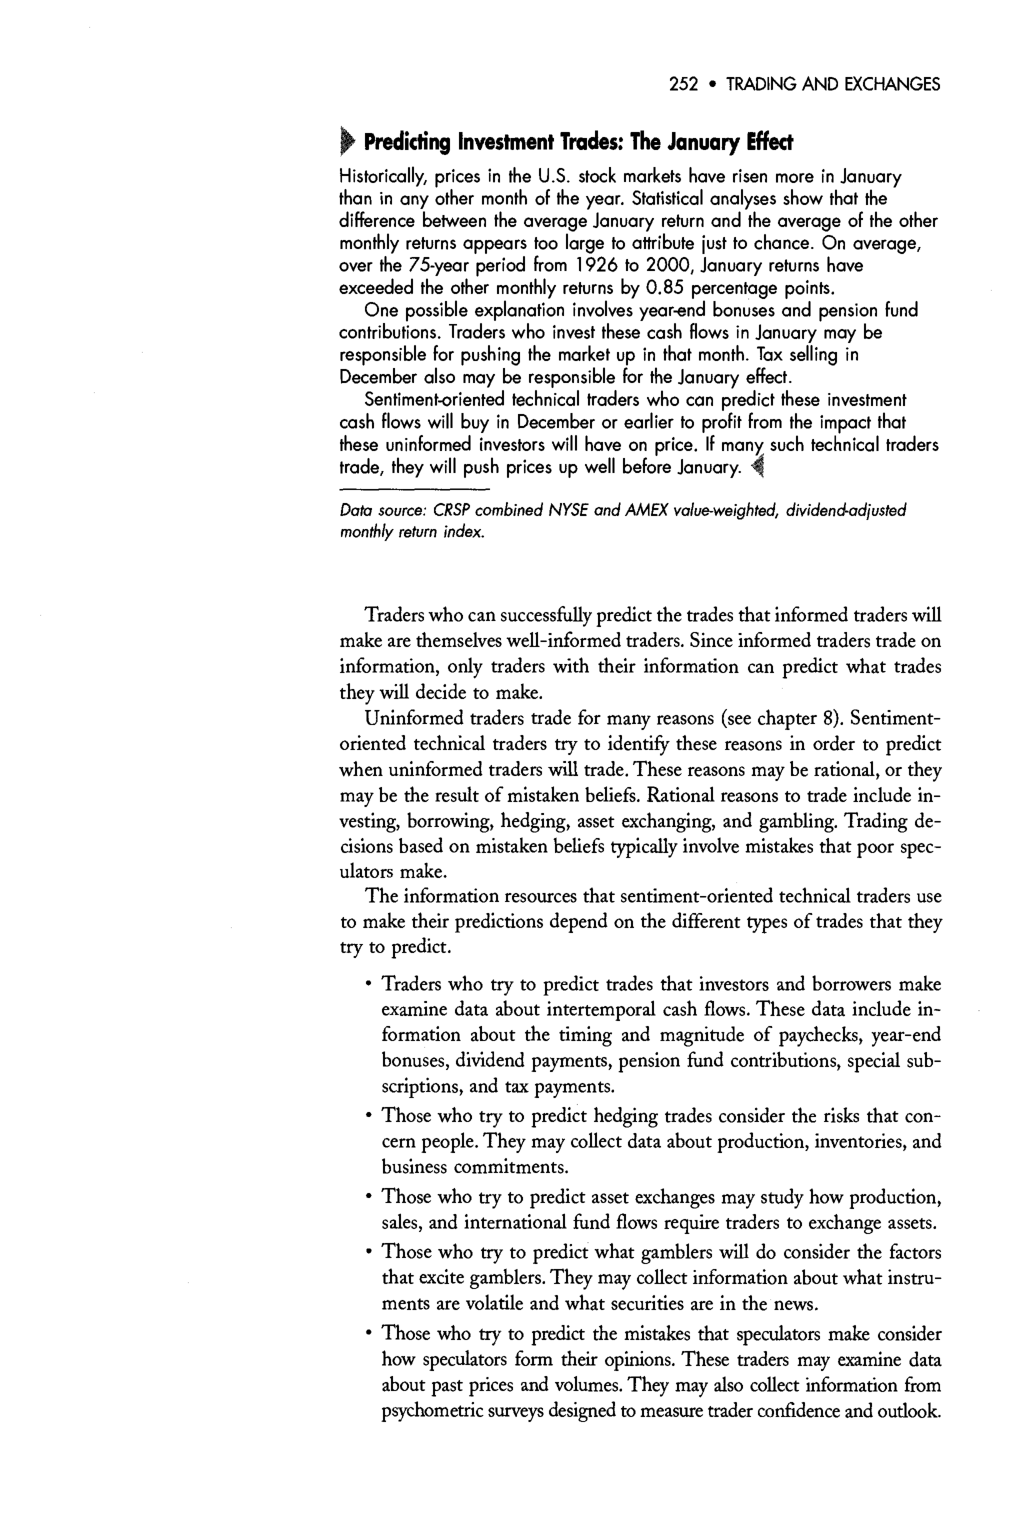 252 • TRADING AND EXCHANGES
Predicting Investment Trades: The January Effect
Historically, prices in the U.S. stock markets have risen more in January
than in any other month of the year. Statistical analyses show that the
difference between the average January return and the average of the other
monthly returns appears too large to attribute just to chance. On average,
over the 75-year period from 1926 to 2000, January returns have
exceeded the other monthly returns by 0.85 percentage points.
One possible explanation involves year-end bonuses and pension fund
contributions. Traders who invest these cash flows in January may be
responsible for pushing the market up in that month. Tax selling in
December also may be responsible for the January effect.
Sentiment-oriented technical traders who can predict these investment
cash flows will buy in December or earlier to profit from the impact that
these uninformed investors will have on price. If many such technical traders
trade, they will push prices up well before January.
Data source: CRSP combined NYSE and AMEX value-weighted, dividend-adjusted
monthly return index.
Traders who can successfully predict the trades that informed traders will
make are themselves well-informed traders. Since informed traders trade on
information, only traders with their information can predict what trades
they will decide to make.
Uninformed traders trade for many reasons (see chapter 8). Sentiment-
oriented technical traders try to identify these reasons in order to predict
when uninformed traders will trade. These reasons may be rational, or they
may be the result of mistaken beliefs. Rational reasons to trade include in-
vesting, borrowing, hedging, asset exchanging, and gambling. Trading de-
cisions based on mistaken beliefs typically involve mistakes that poor spec-
ulators make.
The information resources that sentiment-oriented technical traders use
to make their predictions depend on the different types of trades that they
try to predict.
• Traders who try to predict trades that investors and borrowers make
examine data about intertemporal cash flows. These data include in-
formation about the timing and magnitude of paychecks, year-end
bonuses, dividend payments, pension fund contributions, special sub-
scriptions, and tax payments.
• Those who try to predict hedging trades consider the risks that con-
cern people. They may collect data about production, inventories, and
business commitments.
• Those who try to predict asset exchanges may study how production,
sales, and international fund flows require traders to exchange assets.
• Those who try to predict what gamblers will do consider the factors
that excite gamblers. They may collect information about what instru-
ments are volatile and what securities are in the news.
• Those who try to predict the mistakes that speculators make consider
how speculators form their opinions. These traders may examine data
about past prices and volumes. They may also collect information from
psychometric surveys designed to measure trader confidence and outlook.